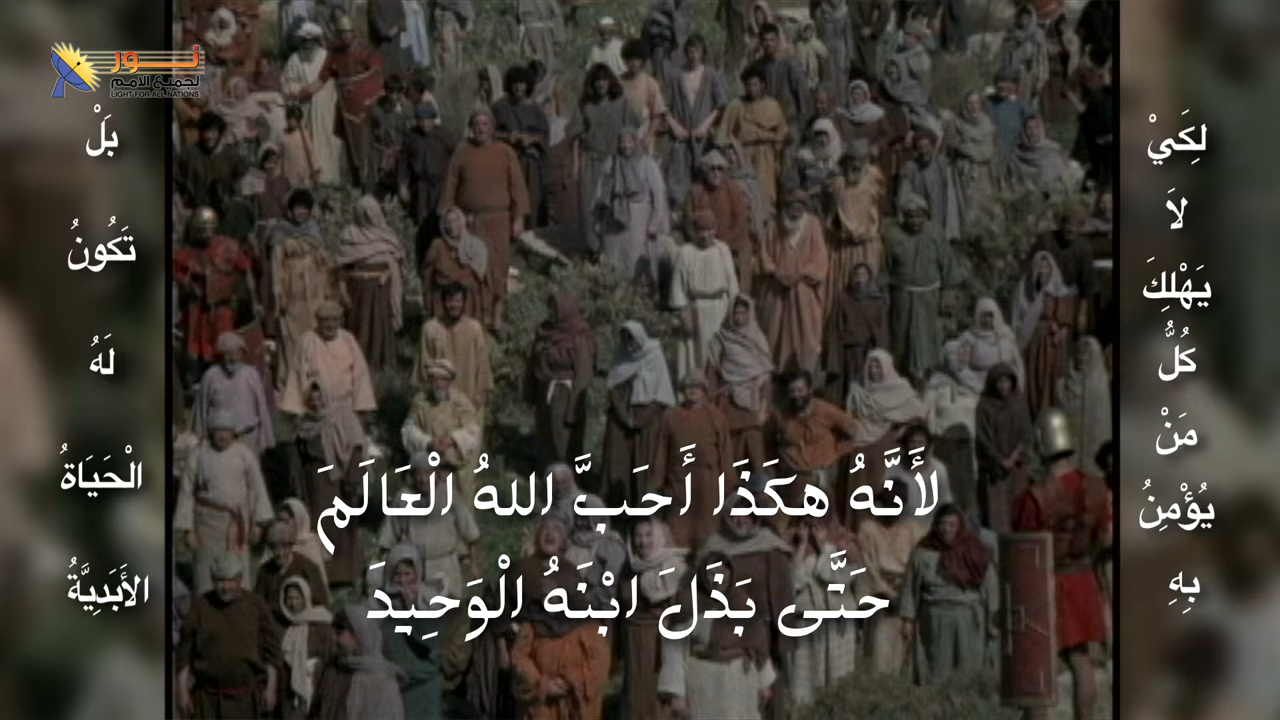 نور
لجميع الأمم
LIGHT FOR ALL NATIONS
لأَنَّهُ هكَذَا أَحَبَّ اللهُ الْعَالَمَ
حَتَّى بَذَلَ ابْنَهُ الْوَحِيدَ
لِكَيْ
لاَ
يَهْلِكَ
كُلُّ
مَنْ
يُؤْمِنُ
بِهِ
بَلْ
تَكُونُ
لَهُ
الْحَيَاةُ
الأَبَدِيَّةُ